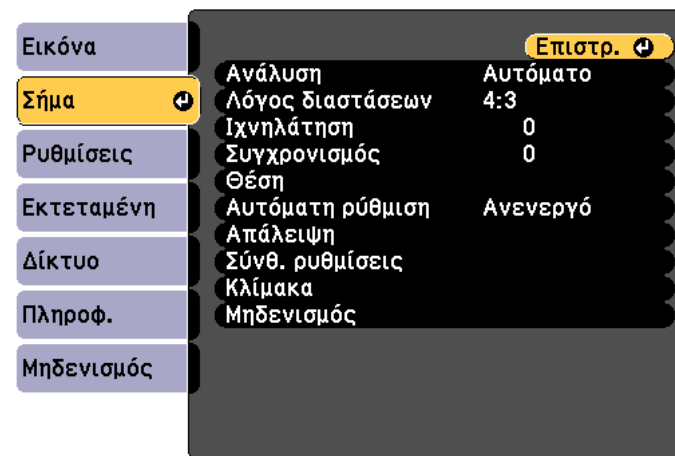 Εικόνα
Σήμα
Ρυθμίσεις
Εκτεταμένη
Δίκτυο
Πληροφ.
Μηδενισμός
Επιστρ.
Ανάλυση Αυτόματο
Λόγος διαστάσεων 4:3
Ιχνηλάτηση 0
Συγχρονισμός 0
Θέση
Αυτόματη ρύθμιση Ανενεργό
Απάλειψη
Σύνθ. ρυθμίσεις
Κλίμακα
Μηδενισμός